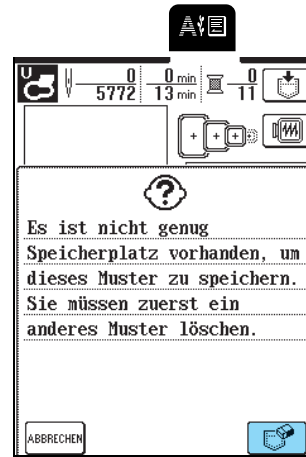 A
U 0 0 min 0
5772 13 min 11
Es ist nicht genug
Speicherplatz vorhanden, um
dieses Muster zu speichern.
Sie müssen zuerst ein
anderes Muster löschen.
ABBRECHEN